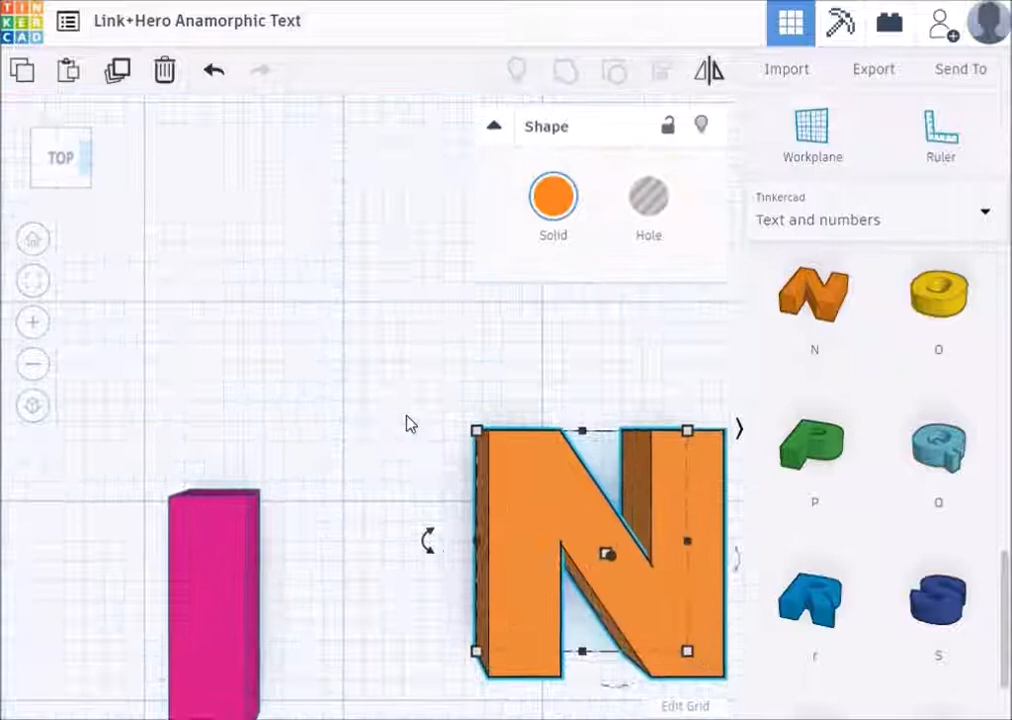 TIN
KER
CAD
Link+Hero Anamorphic Text
Import
Export
Send To
TOP
Shape
Solid
Hole
Workplane
Ruler
Tinkercad
Text and numbers
N
O
P
Q
r
S
N
Edit Grid